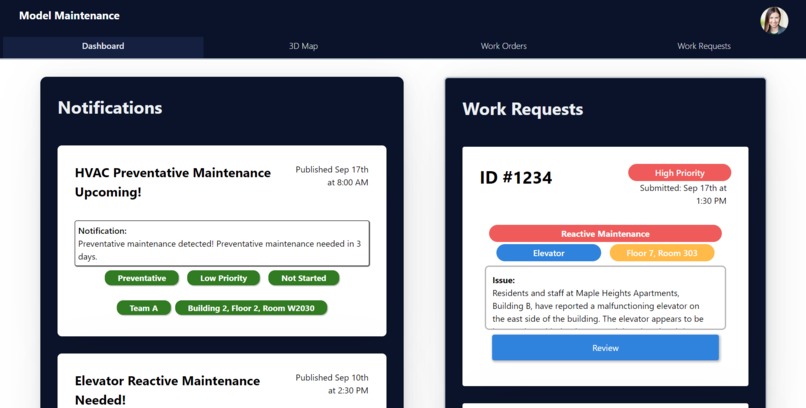 Model Maintenance
Dashboard
3D Map
Work Orders
Work Requests
Notifications
HVAC Preventative Maintenance
Upcoming!
Published Sep 17th
at 8:00 AM
Notification:
Preventative maintenance detected! Preventative maintenance needed in 3
days.
Preventative
Low Priority
Not Started
Team A
Building 2, Floor 2, Room W2030
Elevator Reactive Maintenance
Needed!
Published Sep 10th
at 2:30 PM
Work Requests
ID #1234
High Priority
Submitted: Sep 17th at
1:30 PM
Reactive Maintenance
Elevator
Floor 7, Room 303
Issue:
Residents and staff at Maple Heights Apartments,
Building B, have reported a malfunctioning elevator on
the east side of the building. The elevator appears to be
Review